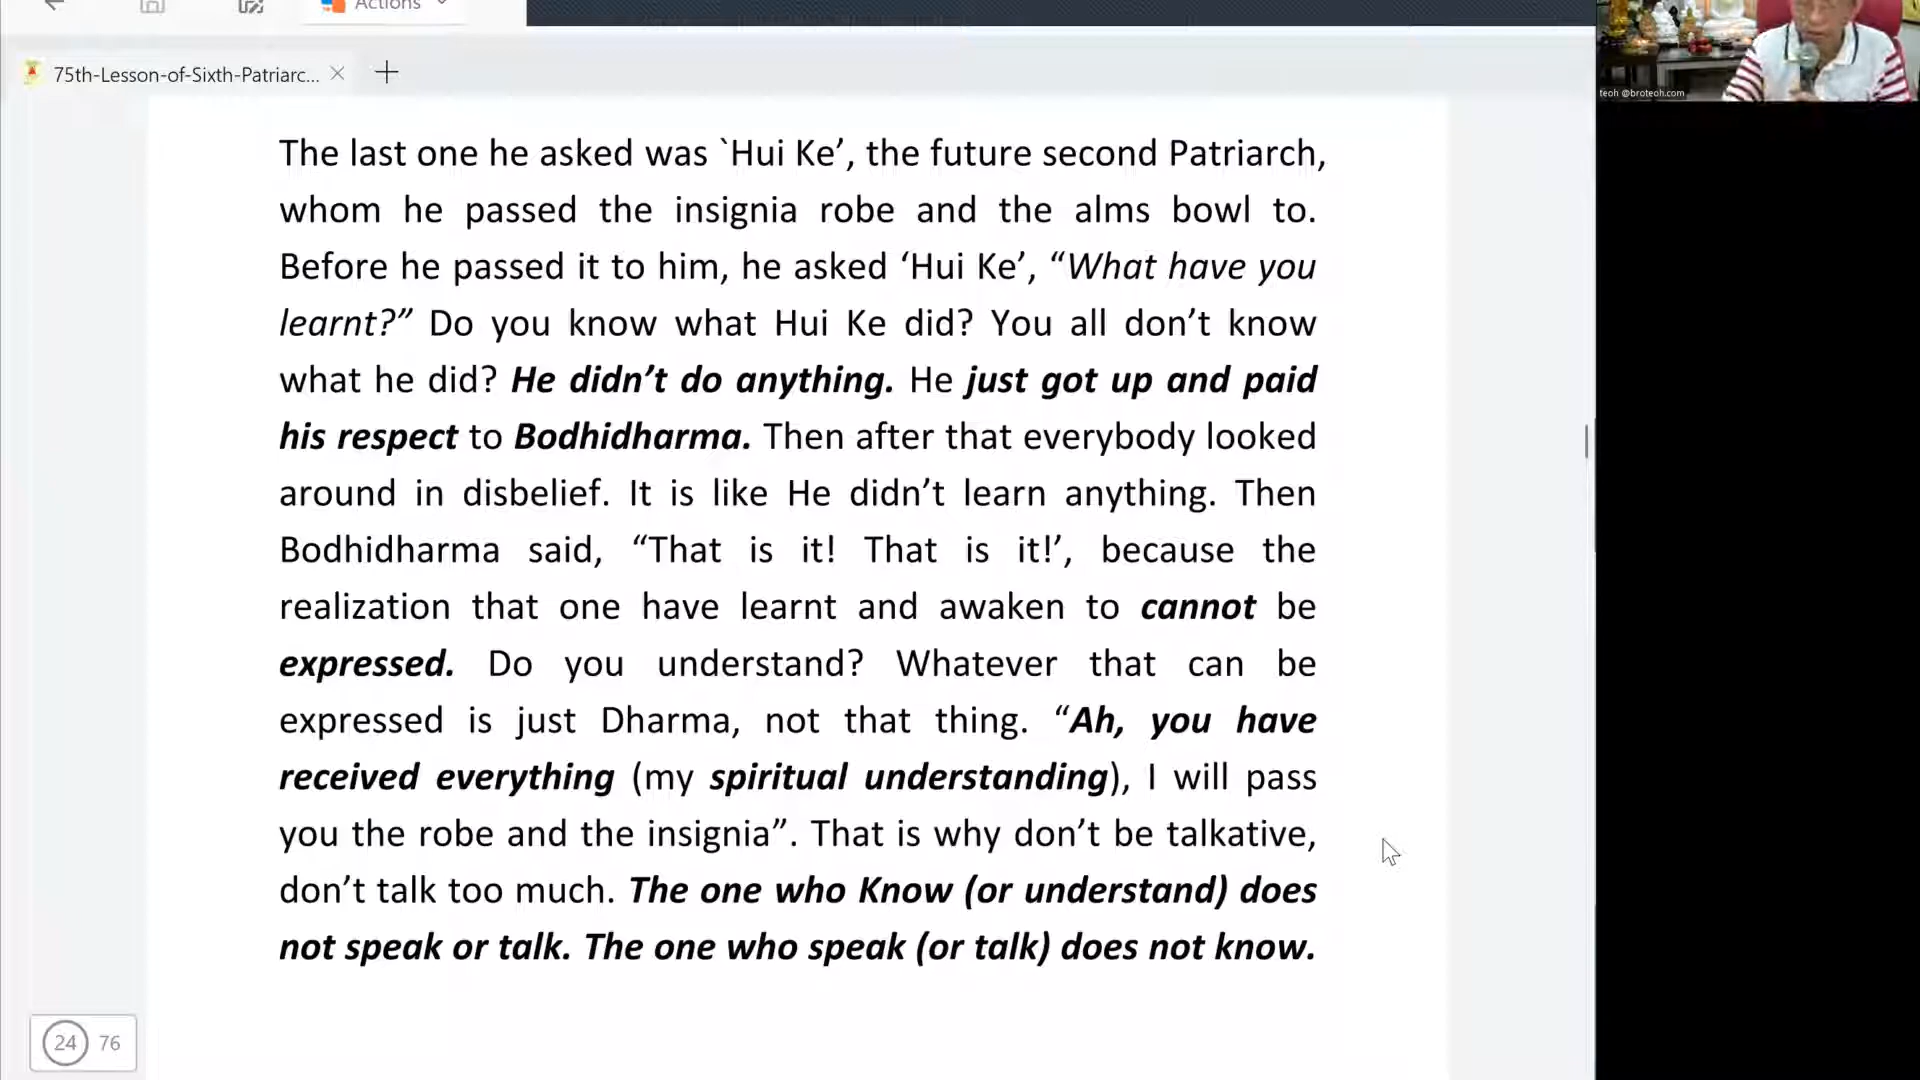 Actions
75th-Lesson-of-Sixth-Patriarc...
teoh @broteoh.com
The last one he asked was `Hui Ke’, the future second Patriarch,
whom he passed the insignia robe and the alms bowl to.
Before he passed it to him, he asked ‘Hui Ke’, “What have you
learnt?” Do you know what Hui Ke did? You all don’t know
what he did? He didn’t do anything. He just got up and paid
his respect to Bodhidharma. Then after that everybody looked
around in disbelief. It is like He didn’t learn anything. Then
Bodhidharma said, “That is it! That is it!’, because the
realization that one have learnt and awaken to cannot be
expressed. Do you understand? Whatever that can be
expressed is just Dharma, not that thing. “Ah, you have
received everything (my spiritual understanding), I will pass
you the robe and the insignia”. That is why don’t be talkative,
don’t talk too much. The one who Know (or understand) does
not speak or talk. The one who speak (or talk) does not know.
24 76